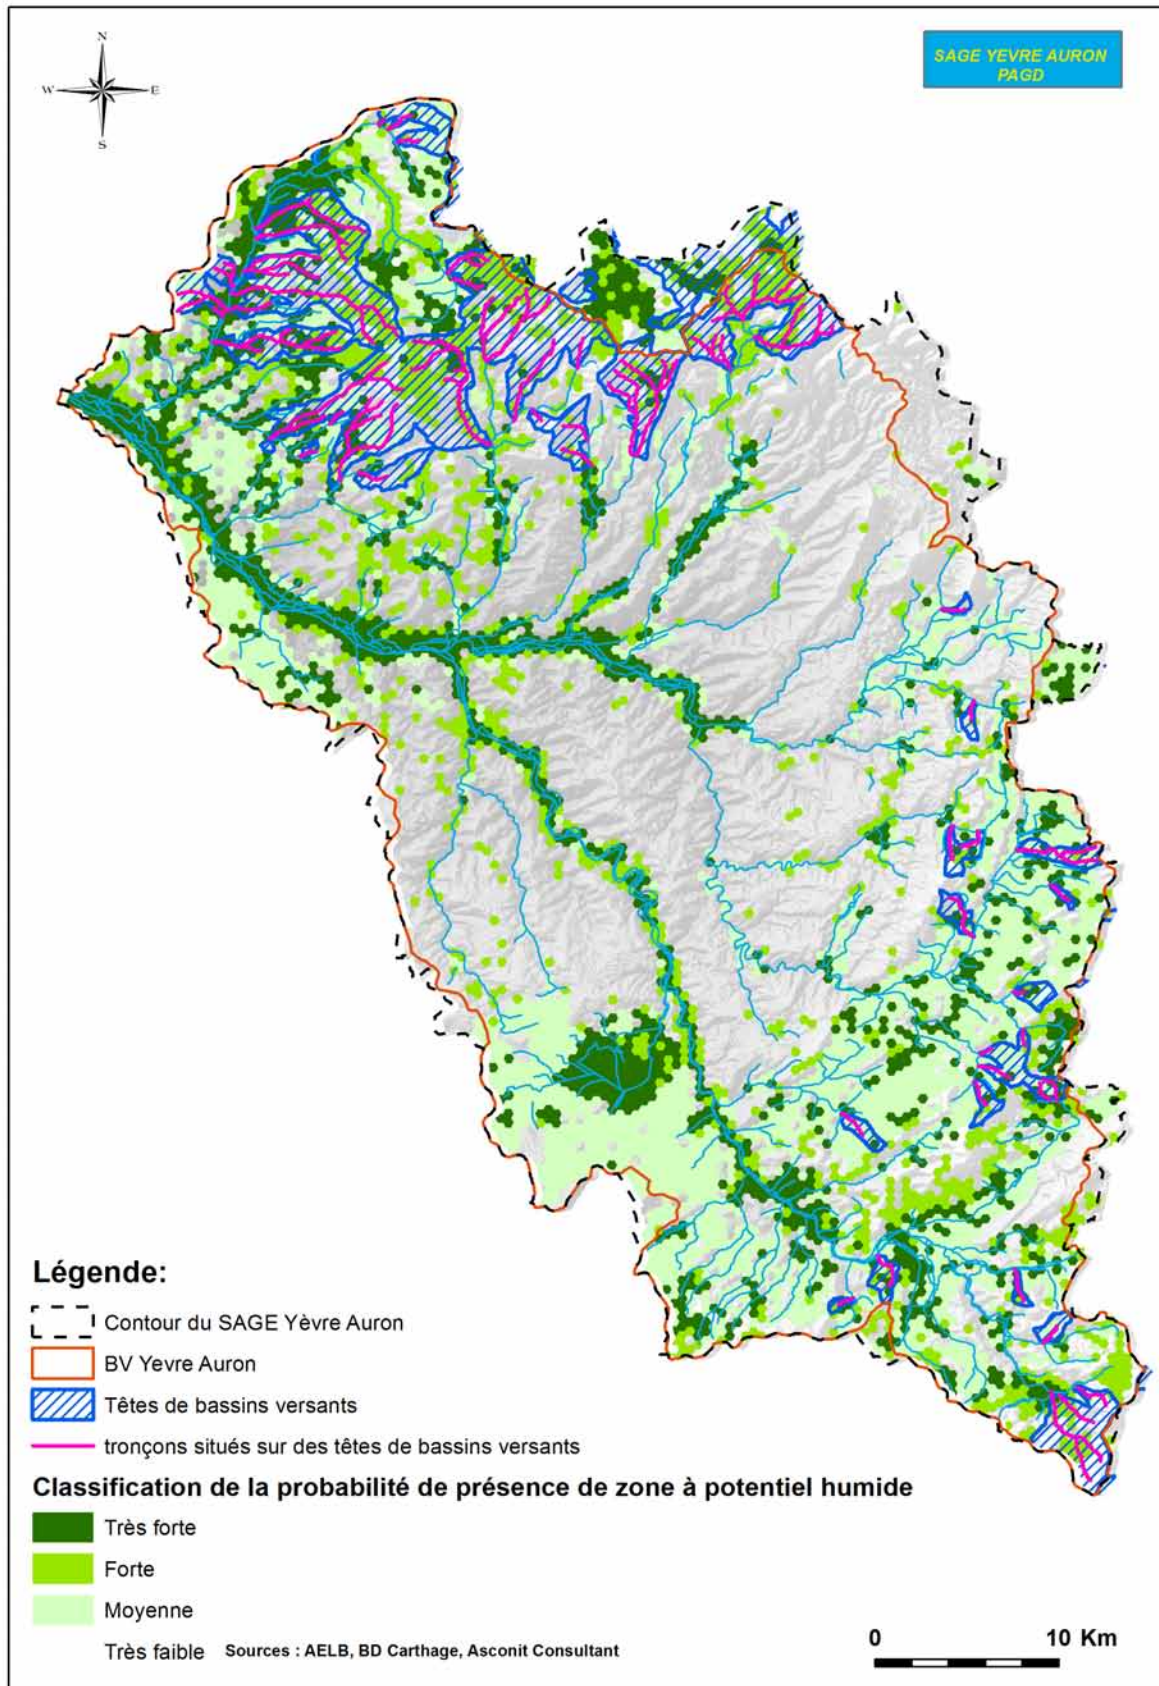 N
W E
S
SAGE YEVRE AURON
PAGD
Légende:
Contour du SAGE Yèvre Auron
BV Yevre Auron
Têtes de bassins versants
tronçons situés sur des têtes de bassins versants
Classification de la probabilité de présence de zone à potentiel humide
Très forte
Forte
Moyenne
Très faible
Sources : AELB, BD Carthage, Asconit Consultant
0 10 Km